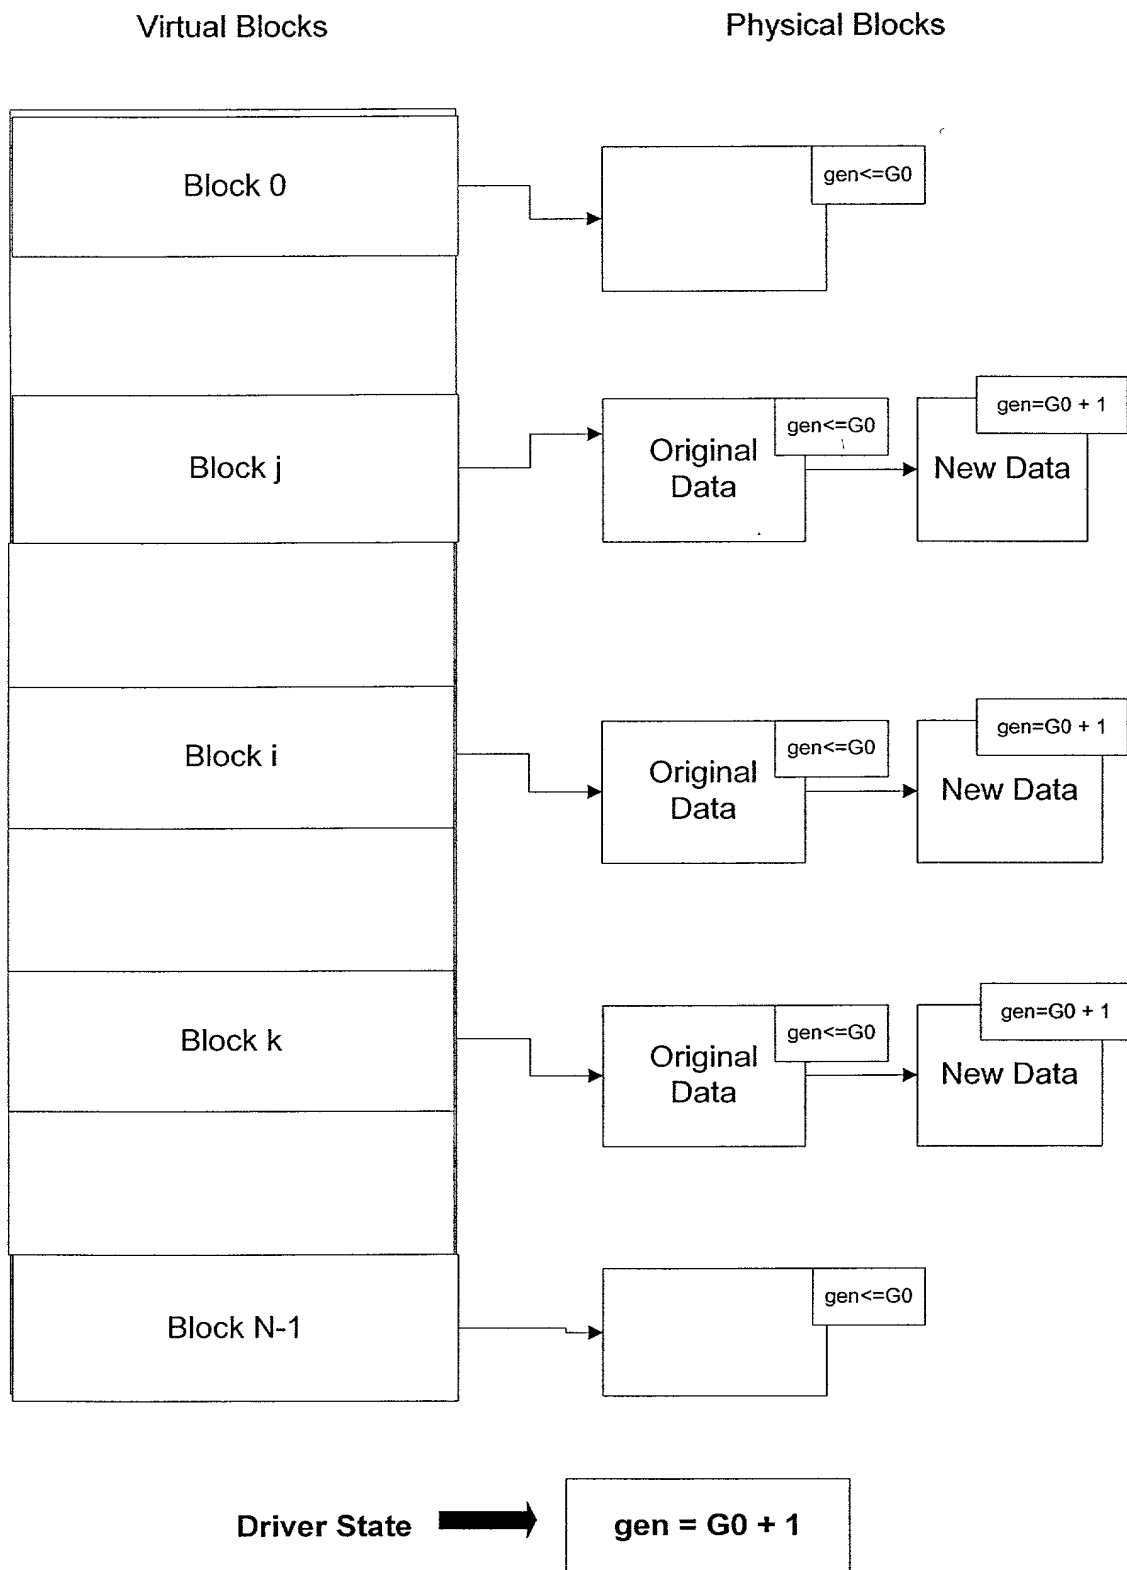 Virtual Blocks
Physical Blocks
Block 0
gen<=G0
Block j
Original
Data
gen<=G0
New Data
gen=G0 + 1
Block i
Original
Data
gen<=G0
New Data
gen=G0 + 1
Block k
Original
Data
gen<=G0
New Data
gen=G0 + 1
Block N-1
gen<=G0
Driver State
gen = G0 + 1